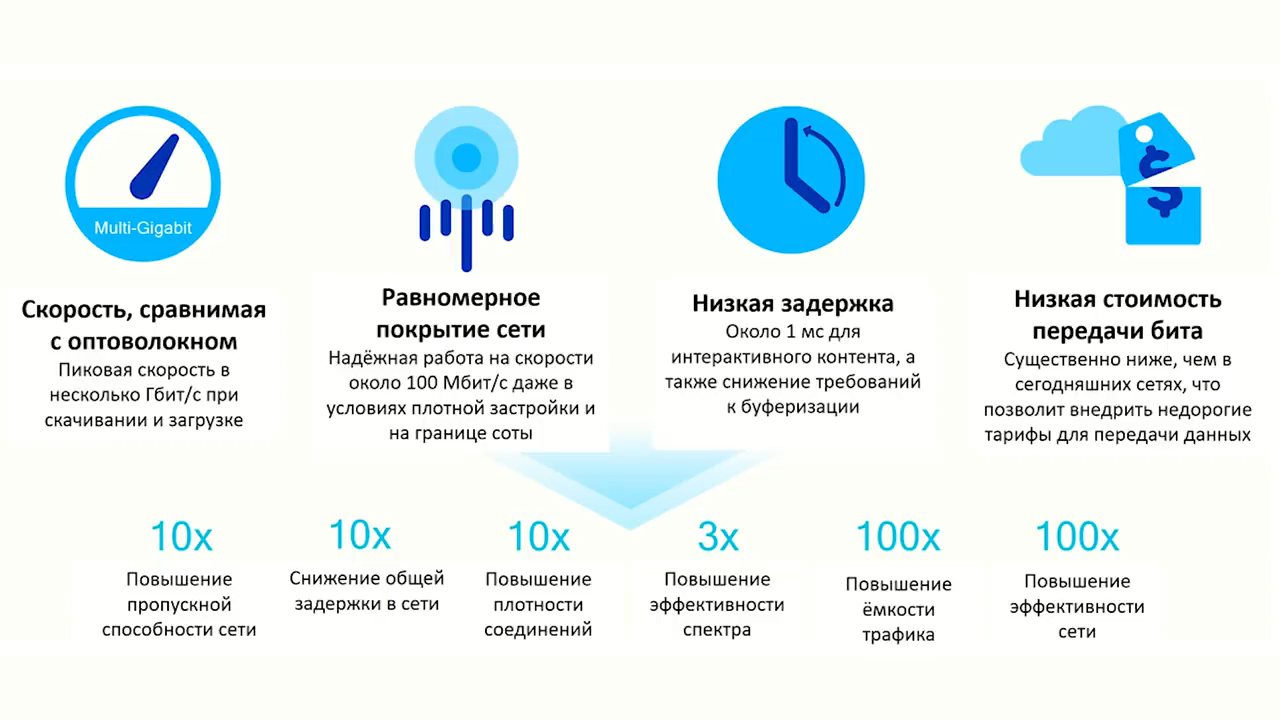 Multi-Gigabit
Скорость, сравнимая
с оптоволокном
Пиковая скорость в
несколько Гбит/с при
скачивании и загрузке
Равномерное
покрытие сети
Надёжная работа на скорости
около 100 Мбит/с даже в
условиях плотной застройки и
на границе соты
Низкая задержка
Около 1 мс для
интерактивного контента, а
также снижение требований
к буферизации
$
Низкая стоимость
передачи бита
Существенно ниже, чем в
сегодняшних сетях, что
позволит внедрить недорогие
тарифы для передачи данных
10x
Повышение
пропускной
способности сети
10x
Снижение общей
задержки в сети
10x
Повышение
плотности
соединений
3x
Повышение
эффективности
спектра
100x
Повышение
ёмкости
трафика
100x
Повышение
эффективности
сети